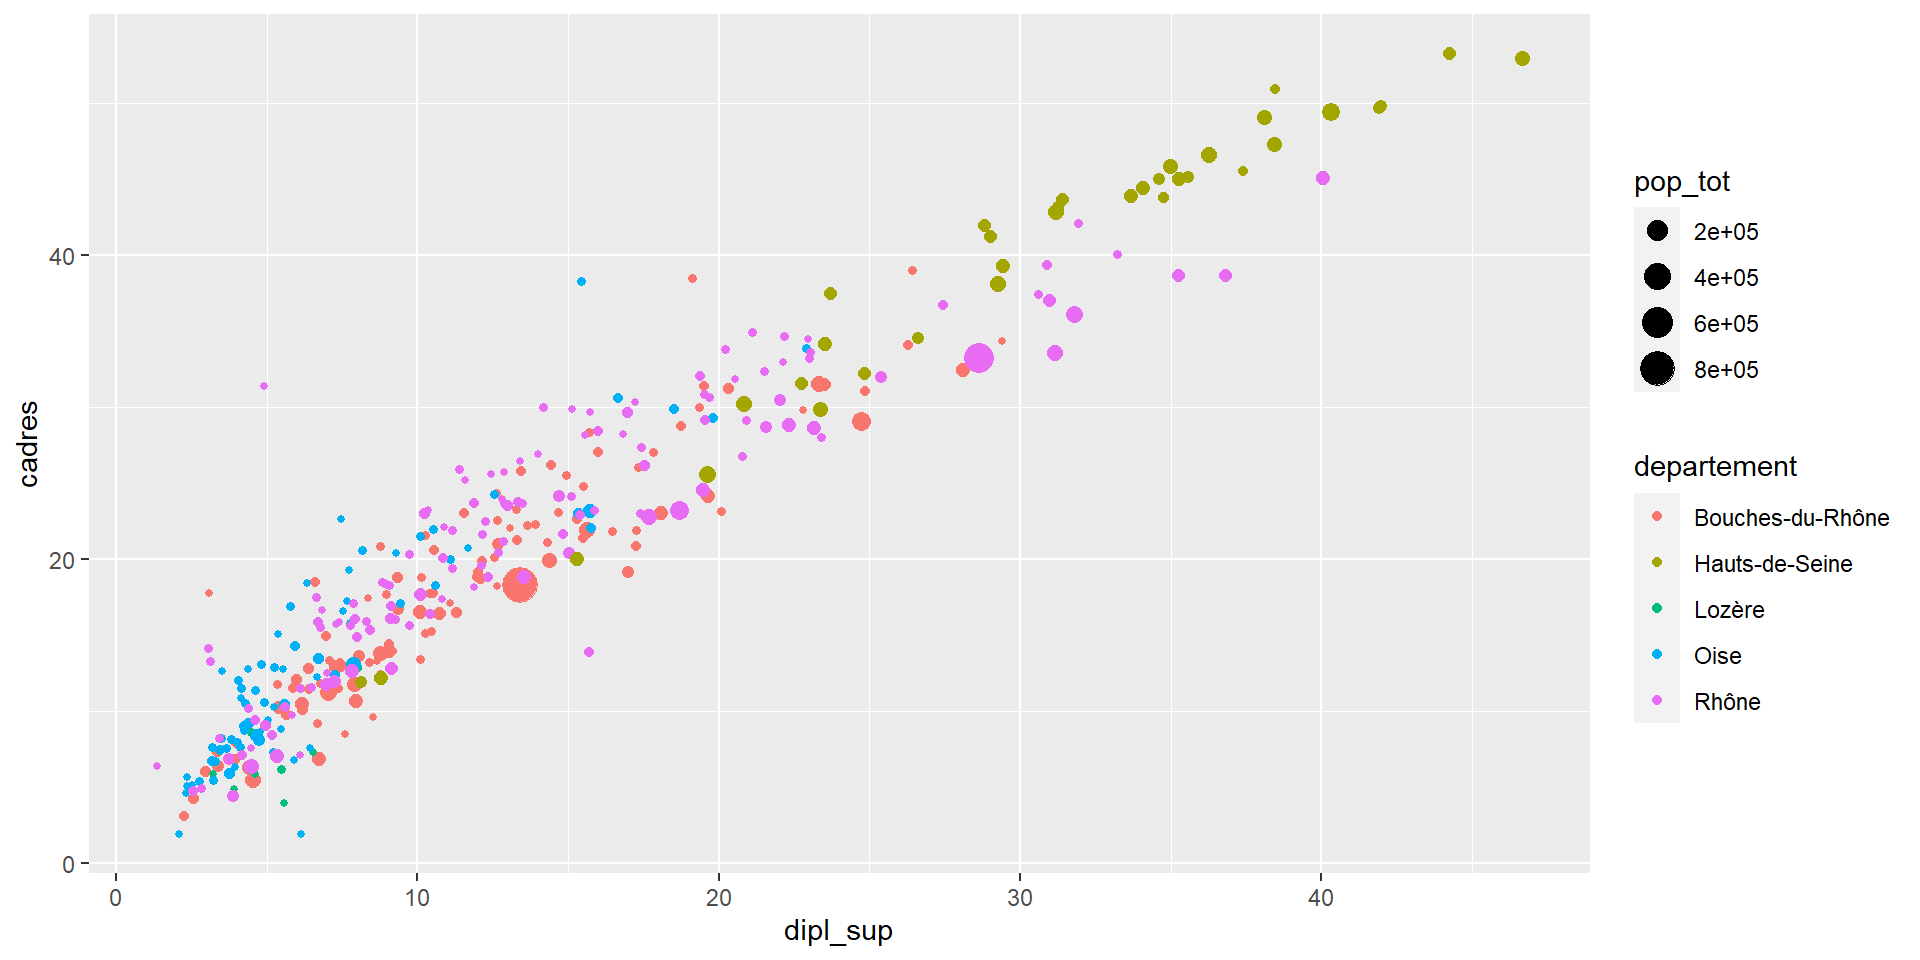 cadres
40
20
0
0
10
20
30
40
dipl_sup
pop_tot
2e+05
4e+05
6e+05
8e+05
departement
Bouches-du-Rhône
Hauts-de-Seine
Lozère
Oise
Rhône